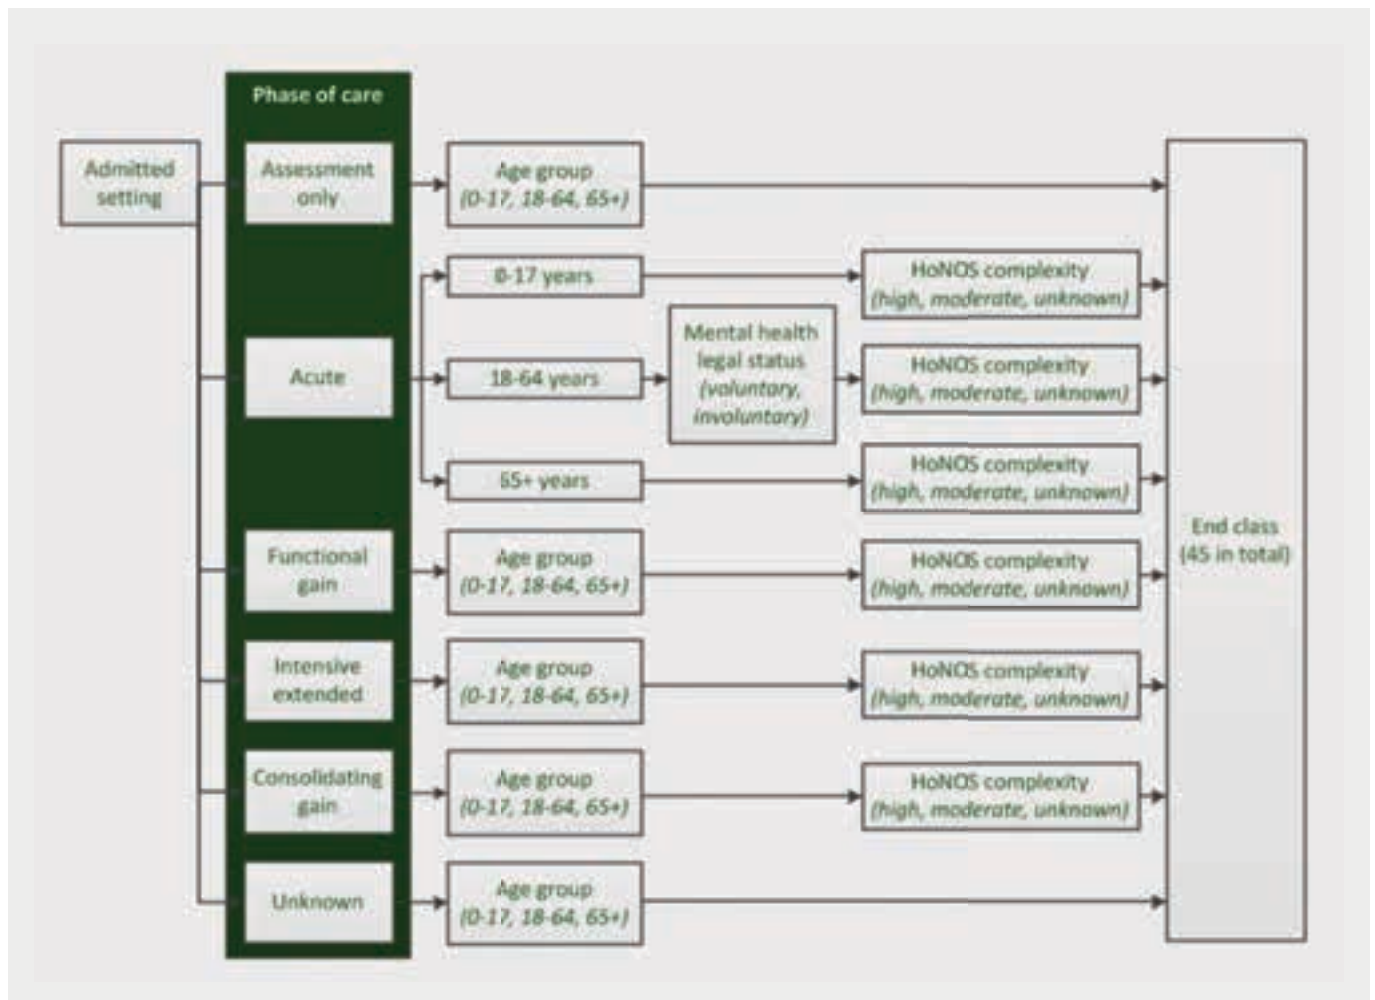 Phase of care
Admitted
setting
Assessment
only
Age group
(0-17, 18-64, 65+)
0-17 years
HoNOS complexity
(high, moderate, unknown)
Acute
18-64 years
Mental health
legal status
(voluntary,
involuntary)
HoNOS complexity
(high, moderate, unknown)
65+ years
HoNOS complexity
(high, moderate, unknown)
Functional
gain
Age group
(0-17, 18-64, 65+)
HoNOS complexity
(high, moderate, unknown)
Intensive
extended
Age group
(0-17, 18-64, 65+)
HoNOS complexity
(high, moderate, unknown)
Consolidating
gain
Age group
(0-17, 18-64, 65+)
HoNOS complexity
(high, moderate, unknown)
Unknown
Age group
(0-17, 18-64, 65+)
End class
(45 in total)